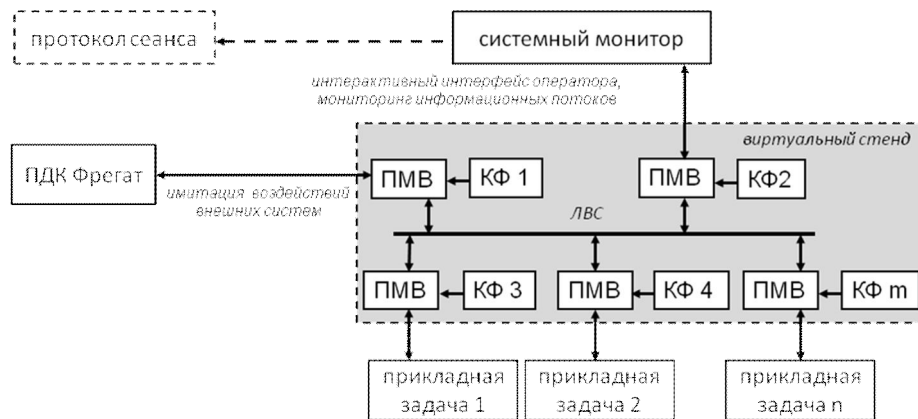 протокол сеанса
системный монитор
интерактивный интерфейс оператора,
мониторинг информационных потоков
виртуальный стенд
ПДК Фрегат
имитация воздействий
внешних систем
ПМВ
КФ 1
ПМВ
КФ2
ЛВС
ПМВ
КФ 3
ПМВ
КФ 4
ПМВ
КФ m
прикладная
задача 1
прикладная
задача 2
прикладная
задача n